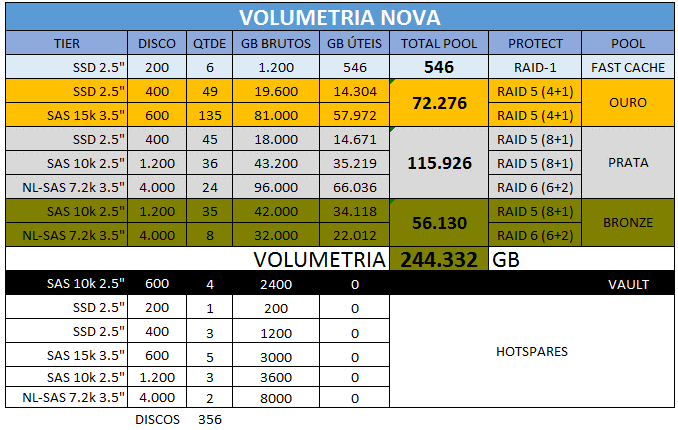 VOLUMETRIA NOVA
TIER DISCO QTDE GB BRUTOS GB ÚTEIS TOTAL POOL PROTECT POOL
SSD 2.5" 200 6 1.200 546 546 RAID-1 FAST CACHE
SSD 2.5" 400 49 19.600 14.304 72.276 RAID 5 (4+1) OURO
SAS 15k 3.5" 600 135 81.000 57.972 RAID 5 (4+1)
SSD 2.5" 400 45 18.000 14.671 RAID 5 (8+1)
SAS 10k 2.5" 1.200 36 43.200 35.219 115.926 RAID 5 (8+1) PRATA
NL-SAS 7.2k 3.5" 4.000 24 96.000 66.036 RAID 6 (6+2)
SAS 10k 2.5" 1.200 35 42.000 34.118 56.130 RAID 5 (8+1) BRONZE
NL-SAS 7.2k 3.5" 4.000 8 32.000 22.012 RAID 6 (6+2)
VOLUMETRIA 244.332 GB
SAS 10k 2.5" 600 4 2400 0 VAULT
SSD 2.5" 200 1 200 0
SSD 2.5" 400 3 1200 0
SAS 15k 3.5" 600 5 3000 0 HOTSPARES
SAS 10k 2.5" 1.200 3 3600 0
NL-SAS 7.2k 3.5" 4.000 2 8000 0
DISCOS 356